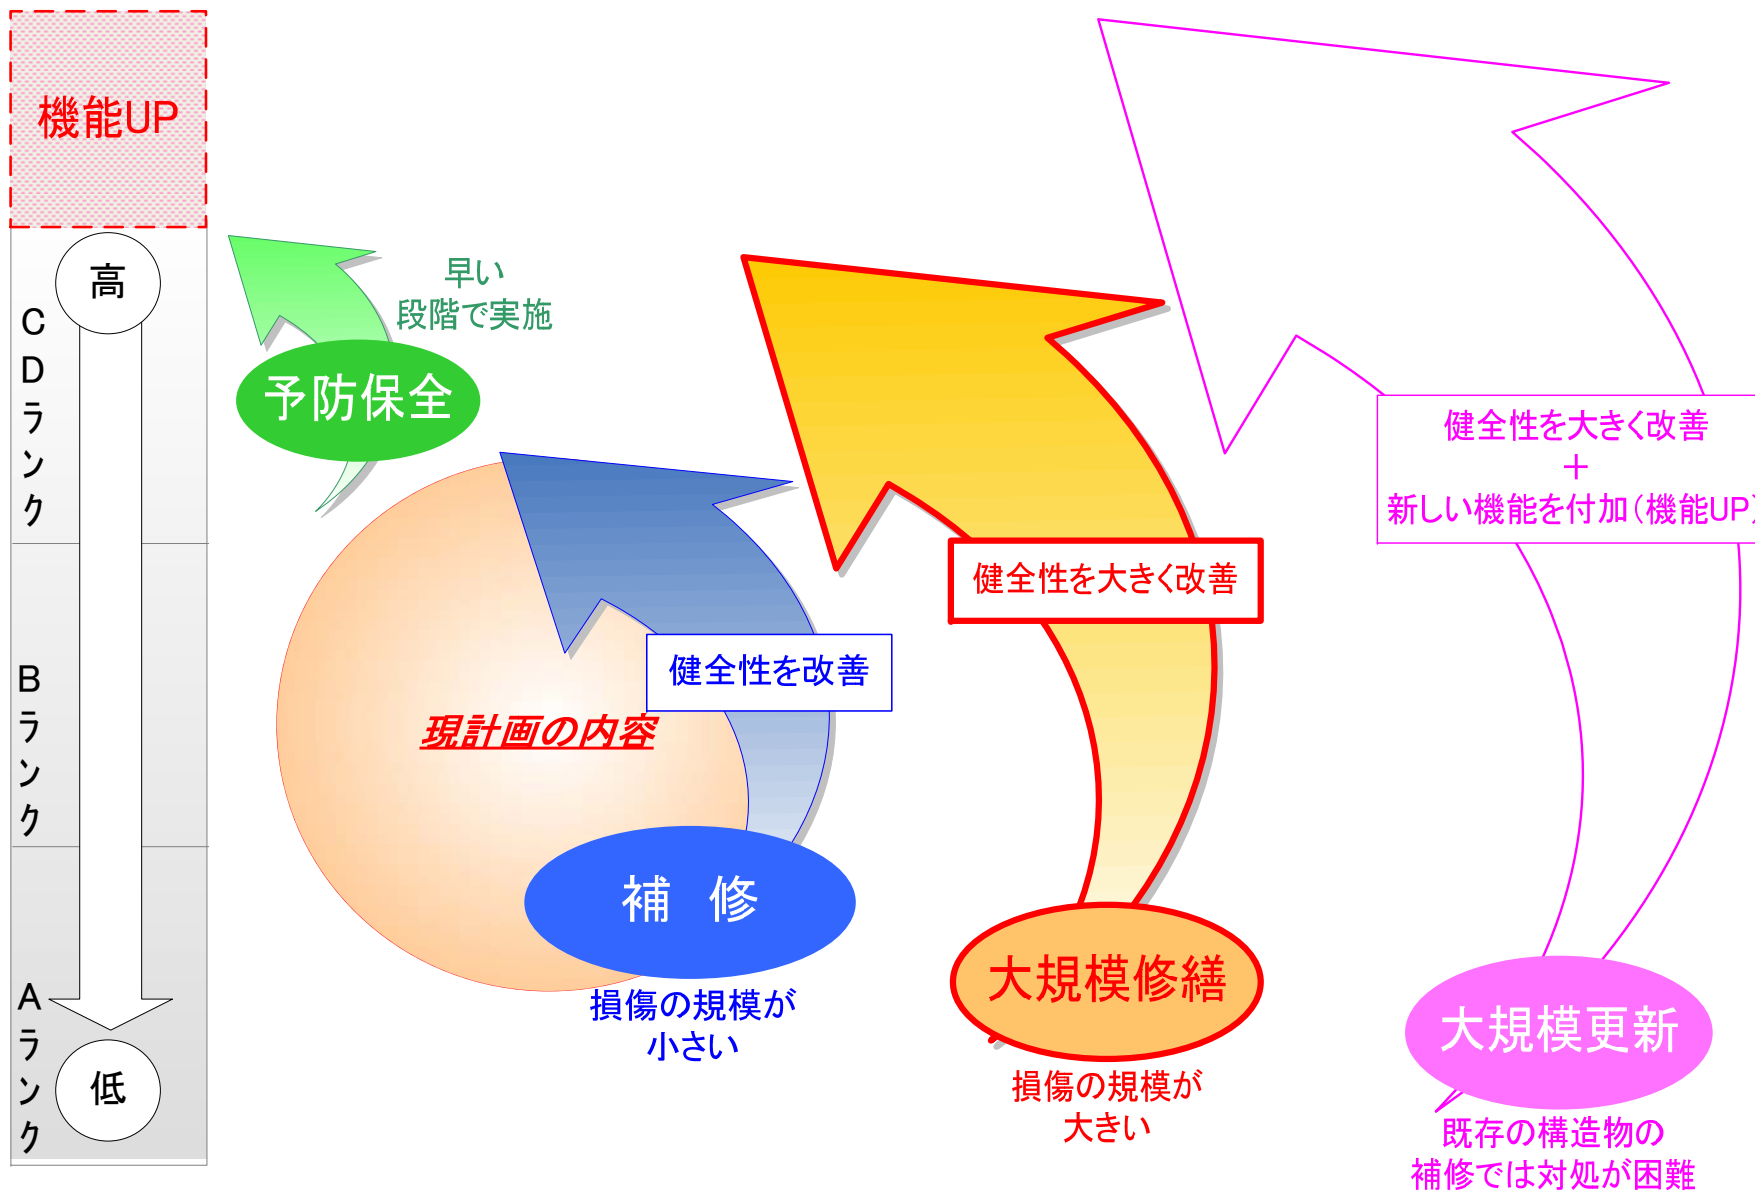 機能UP
高
CDランク
Bランク
Aランク
低
早い
段階で実施
予防保全
現計画の内容
健全性を改善
補　修
損傷の規模が
小さい
健全性を大きく改善
大規模修繕
損傷の規模が
大きい
健全性を大きく改善
＋
新しい機能を付加（機能UP）
大規模更新
既存の構造物の
補修では対処が困難